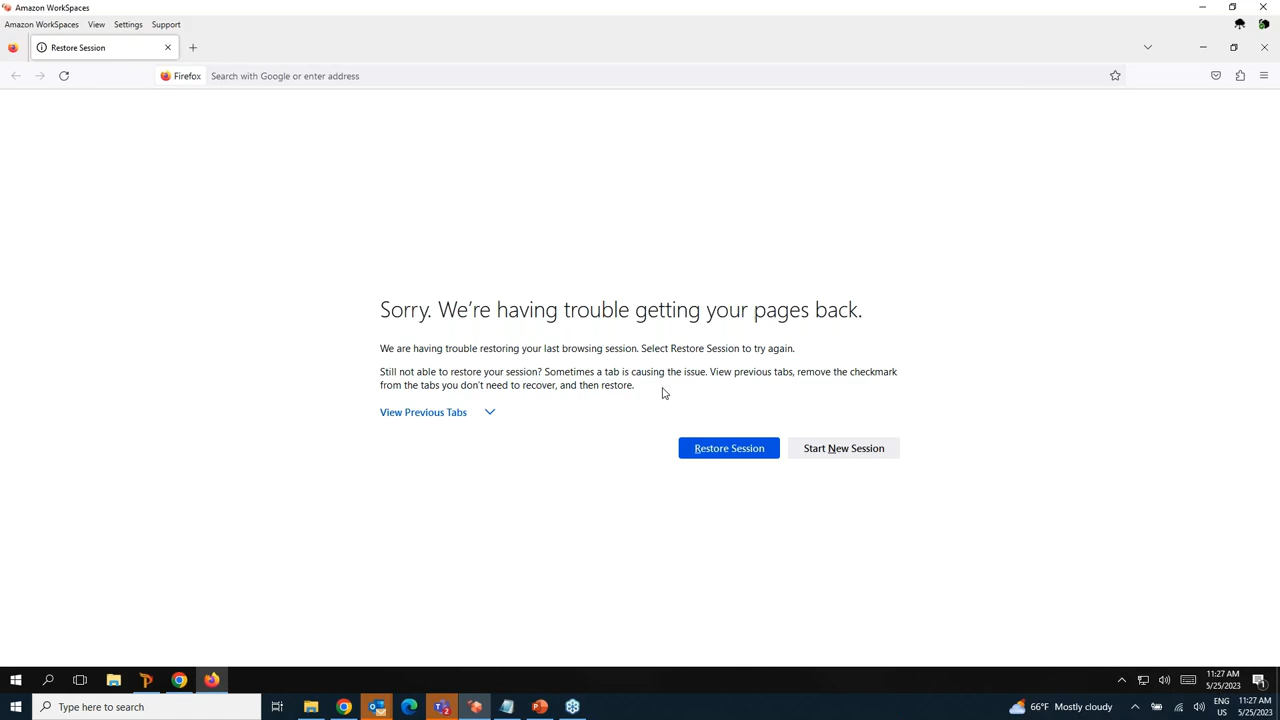 Amazon WorkSpaces
Amazon WorkSpaces View Settings Support
Restore Session
Firefox Search with Google or enter address
Sorry. We're having trouble getting your pages back.
We are having trouble restoring your last browsing session. Select Restore Session to try again.
Still not able to restore your session? Sometimes a tab is causing the issue. View previous tabs, remove the checkmark
from the tabs you don't need to recover, and then restore.
View Previous Tabs
Restore Session Start New Session
11:27 AM
5/25/2023
1
Type here to search
66°F Mostly cloudy
ENG
US
11:27 AM
5/25/2023